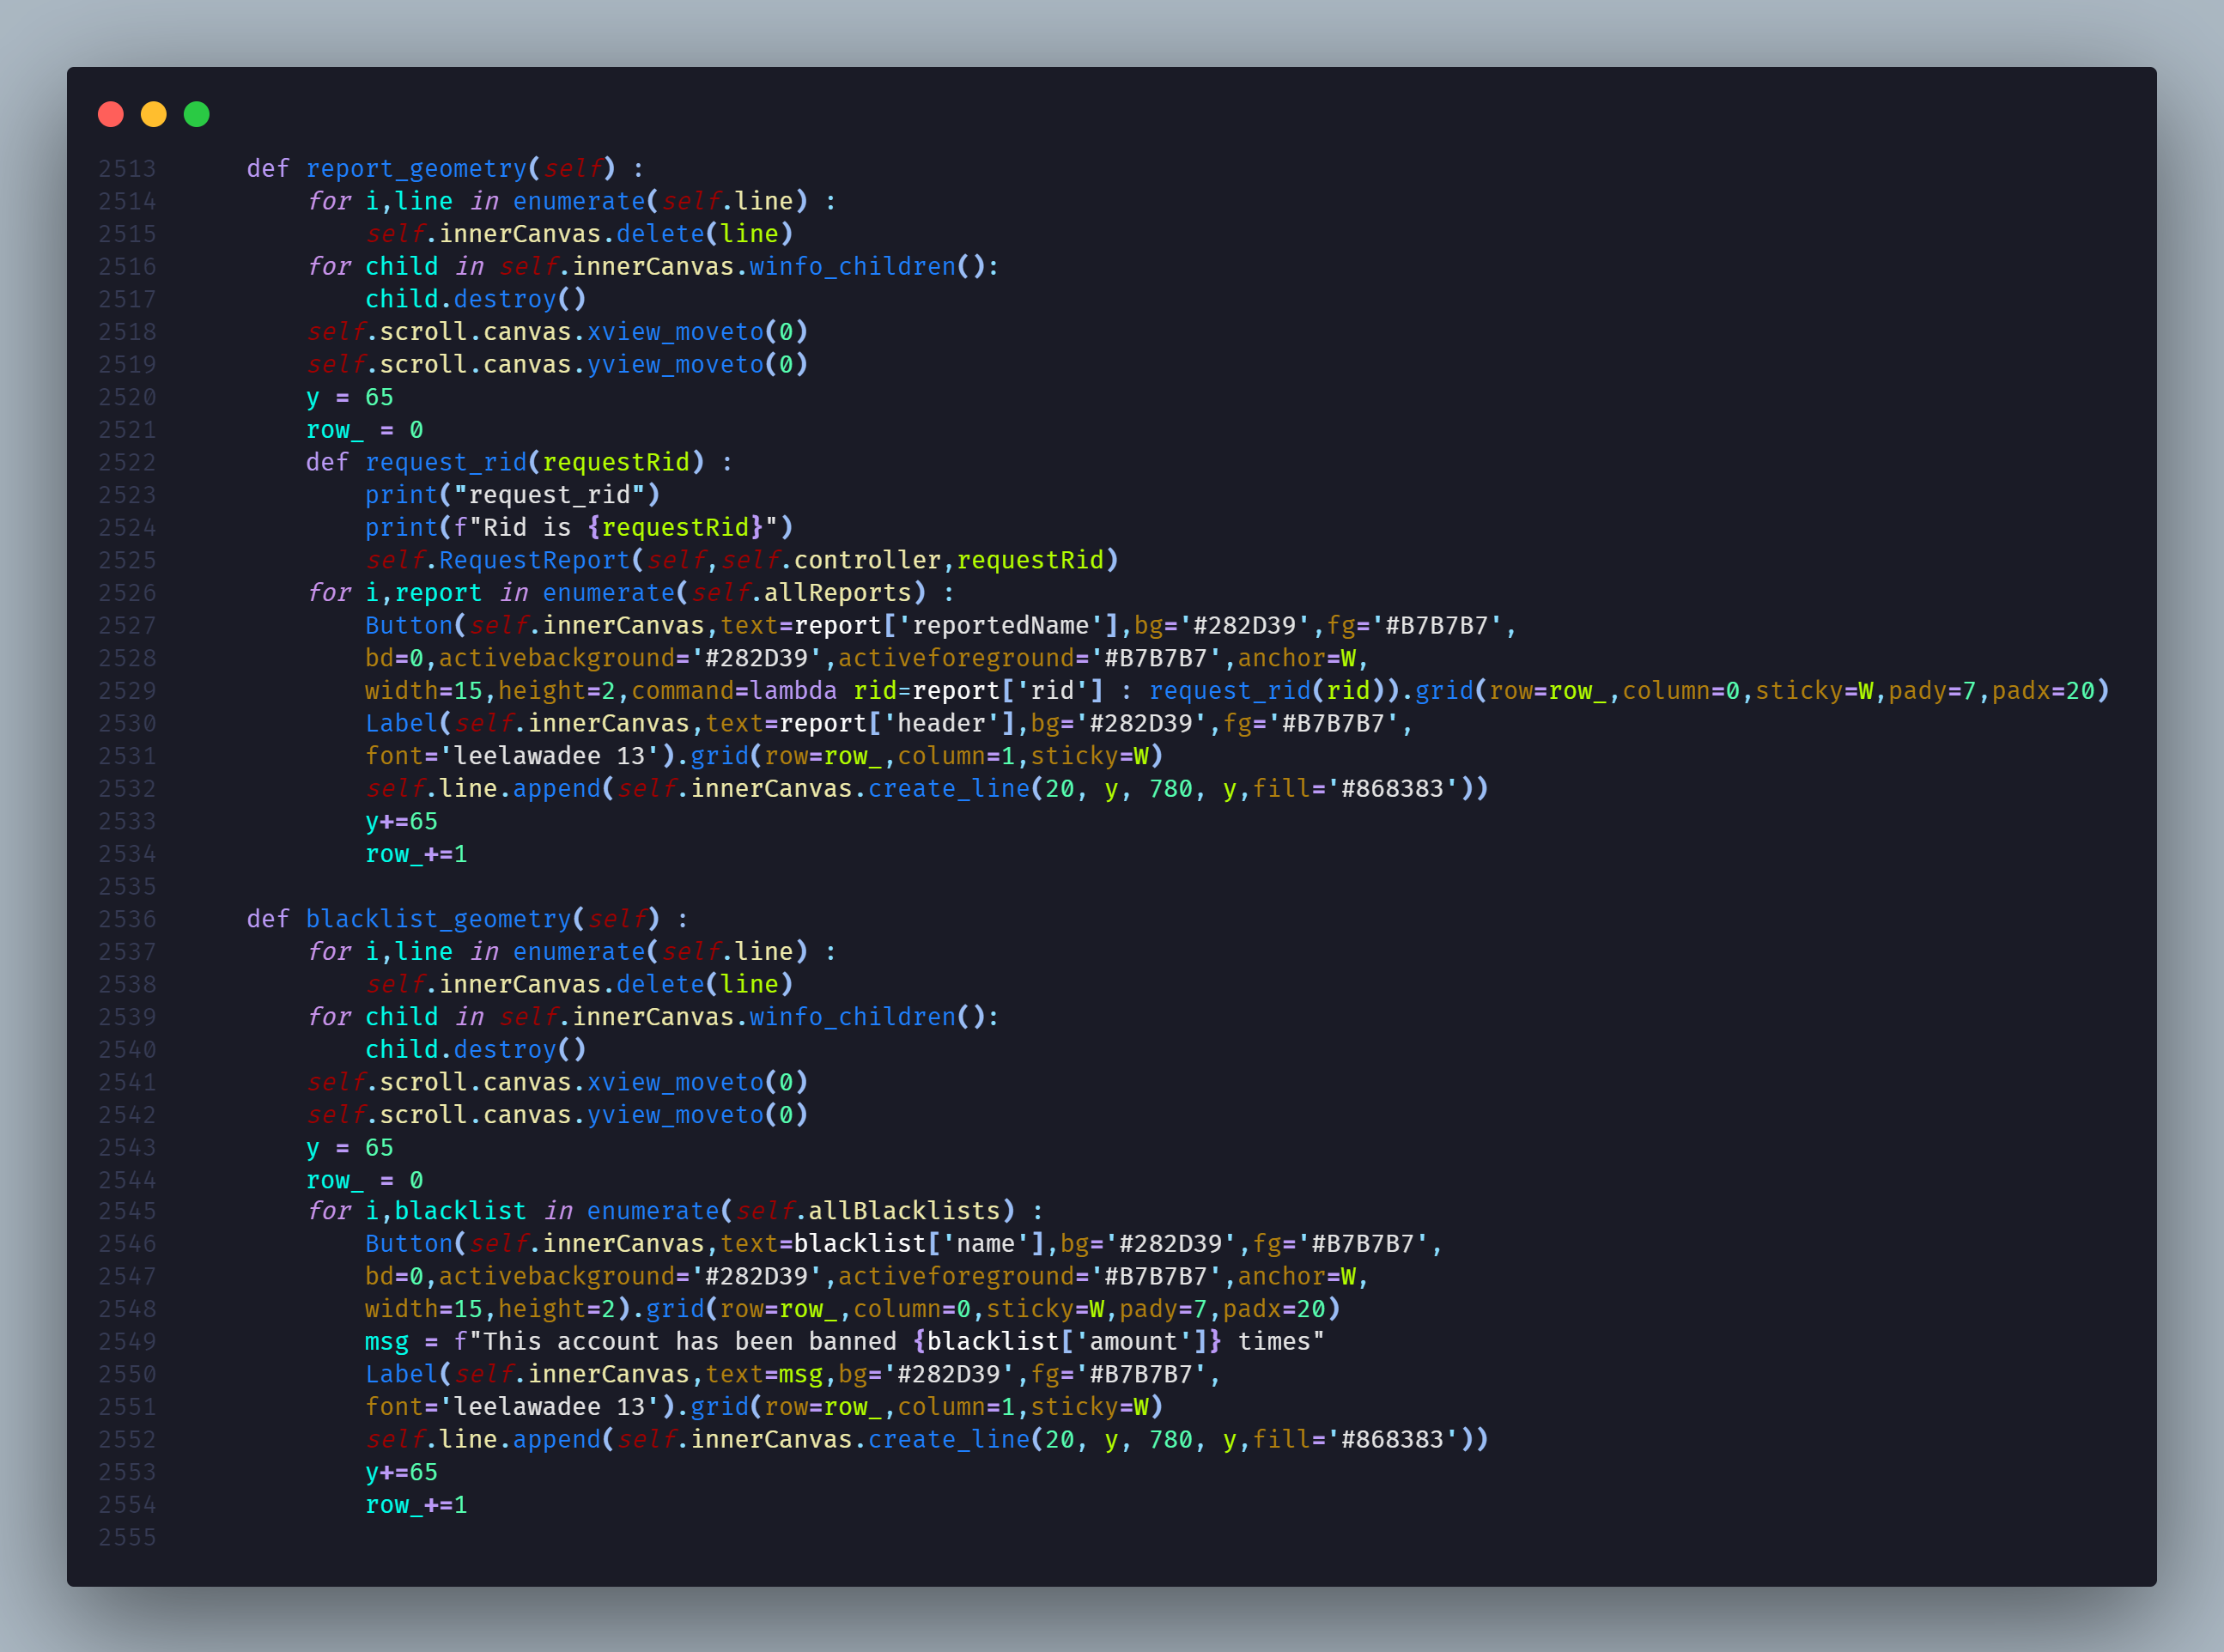 2513      def report_geometry(self) :
2514          for i,line in enumerate(self.line) :
2515              self.innerCanvas.delete(line)
2516          for child in self.innerCanvas.winfo_children():
2517              child.destroy()
2518          self.scroll.canvas.xview_moveto(0)
2519          self.scroll.canvas.yview_moveto(0)
2520          y = 65
2521          row_ = 0
2522          def request_rid(requestRid) :
2523              print("request_rid")
2524              print(f"Rid is {requestRid}")
2525              self.RequestReport(self,self.controller,requestRid)
2526          for i,report in enumerate(self.allReports) :
2527              Button(self.innerCanvas,text=report['reportedName'],bg='#282D39',fg='#B7B7B7',
2528              bd=0,activebackground='#282D39',activeforeground='#B7B7B7',anchor=W,
2529              width=15,height=2,command=lambda rid=report['rid'] : request_rid(rid)).grid(row=row_,column=0,sticky=W,pady=7,padx=20)
2530              Label(self.innerCanvas,text=report['header'],bg='#282D39',fg='#B7B7B7',
2531              font='leelawadee 13').grid(row=row_,column=1,sticky=W)
2532              self.line.append(self.innerCanvas.create_line(20, y, 780, y,fill='#868383'))
2533              y+=65
2534              row_+=1
2535
2536      def blacklist_geometry(self) :
2537          for i,line in enumerate(self.line) :
2538              self.innerCanvas.delete(line)
2539          for child in self.innerCanvas.winfo_children():
2540              child.destroy()
2541          self.scroll.canvas.xview_moveto(0)
2542          self.scroll.canvas.yview_moveto(0)
2543          y = 65
2544          row_ = 0
2545          for i,blacklist in enumerate(self.allBlacklists) :
2546              Button(self.innerCanvas,text=blacklist['name'],bg='#282D39',fg='#B7B7B7',
2547              bd=0,activebackground='#282D39',activeforeground='#B7B7B7',anchor=W,
2548              width=15,height=2).grid(row=row_,column=0,sticky=W,pady=7,padx=20)
2549              msg = f"This account has been banned {blacklist['amount']} times"
2550              Label(self.innerCanvas,text=msg,bg='#282D39',fg='#B7B7B7',
2551              font='leelawadee 13').grid(row=row_,column=1,sticky=W)
2552              self.line.append(self.innerCanvas.create_line(20, y, 780, y,fill='#868383'))
2553              y+=65
2554              row_+=1
2555